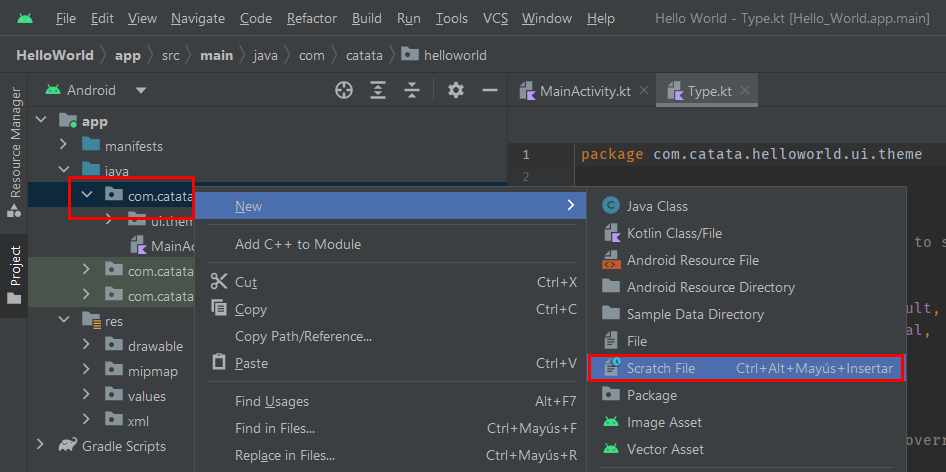 File Edit View Navigate Code Refactor Build Run Tools VCS Window Help Hello World - Type.kt [Hello_World.app.main]
HelloWorld app src main java com catata helloworld
Resource Manager
Project
Android
app
manifests
java
com.catata
ui.them
MainAc
com.catata
com.catata
res
drawable
mipmap
values
xml
Gradle Scripts
New
Add C++ to Module
Cut Ctrl+X
Copy Ctrl+C
Copy Path/Reference...
Paste Ctrl+V
Find Usages Alt+F7
Find in Files... Ctrl+Mayús+F
Replace in Files... Ctrl+Mayús+R
MainActivity.kt Type.kt
1 package com.catata.helloworld.ui.theme
2
Java Class
Kotlin Class/File
Android Resource File
Android Resource Directory
Sample Data Directory
File
Scratch File Ctrl+Alt+Mayús+Insertar
Package
Image Asset
Vector Asset
to s
ult,
al,
overr